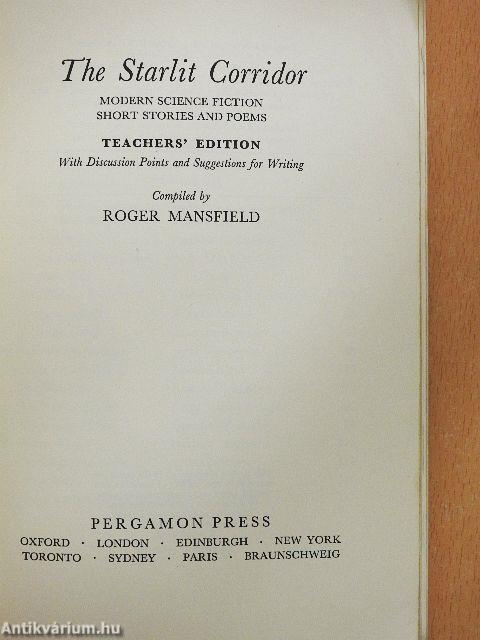 The Starlit Corridor
MODERN SCIENCE FICTION
SHORT STORIES AND POEMS
TEACHERS' EDITION
With Discussion Points and Suggestions for Writing
Compiled by
ROGER MANSFIELD
PERGAMON PRESS
OXFORD · LONDON · EDINBURGH · NEW YORK
TORONTO · SYDNEY · PARIS · BRAUNSCHWEIG
Antikvárium.hu